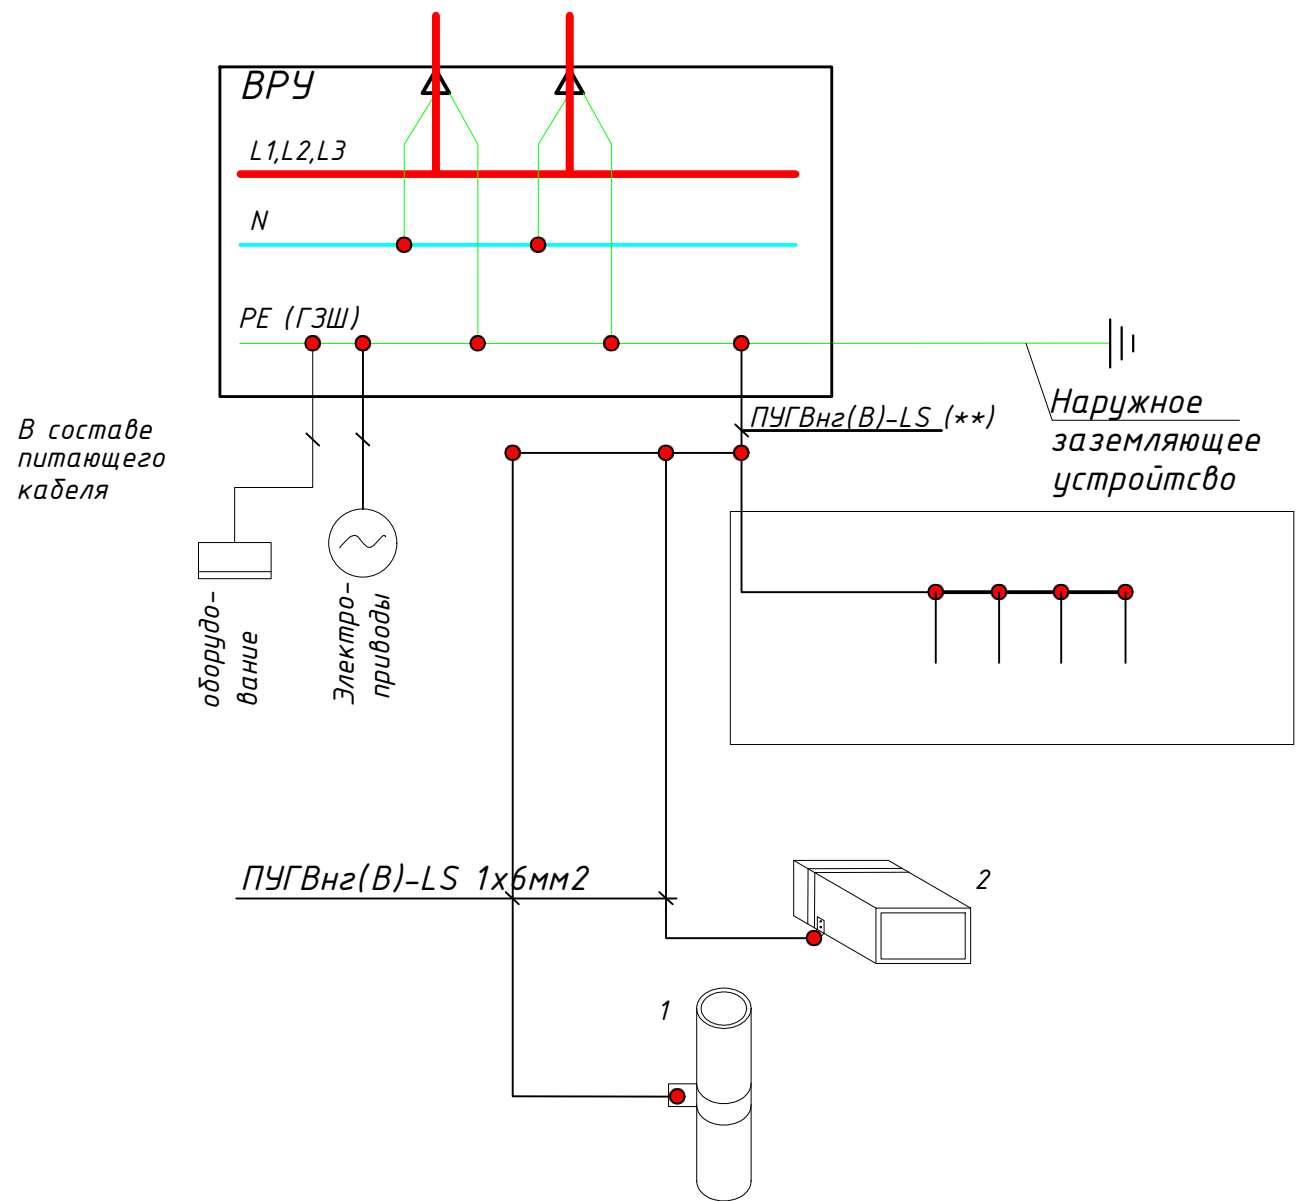 ВРУ
L1,L2,L3
N
PE (ГЗШ)
ПУГВнг(В)-LS (**)
Наружное
заземляющее
устройтсво
В составе
питающего
кабеля
оборудо-
вание
Электро-
приводы
ПУГВнг(В)-LS 1х6мм2
2
1